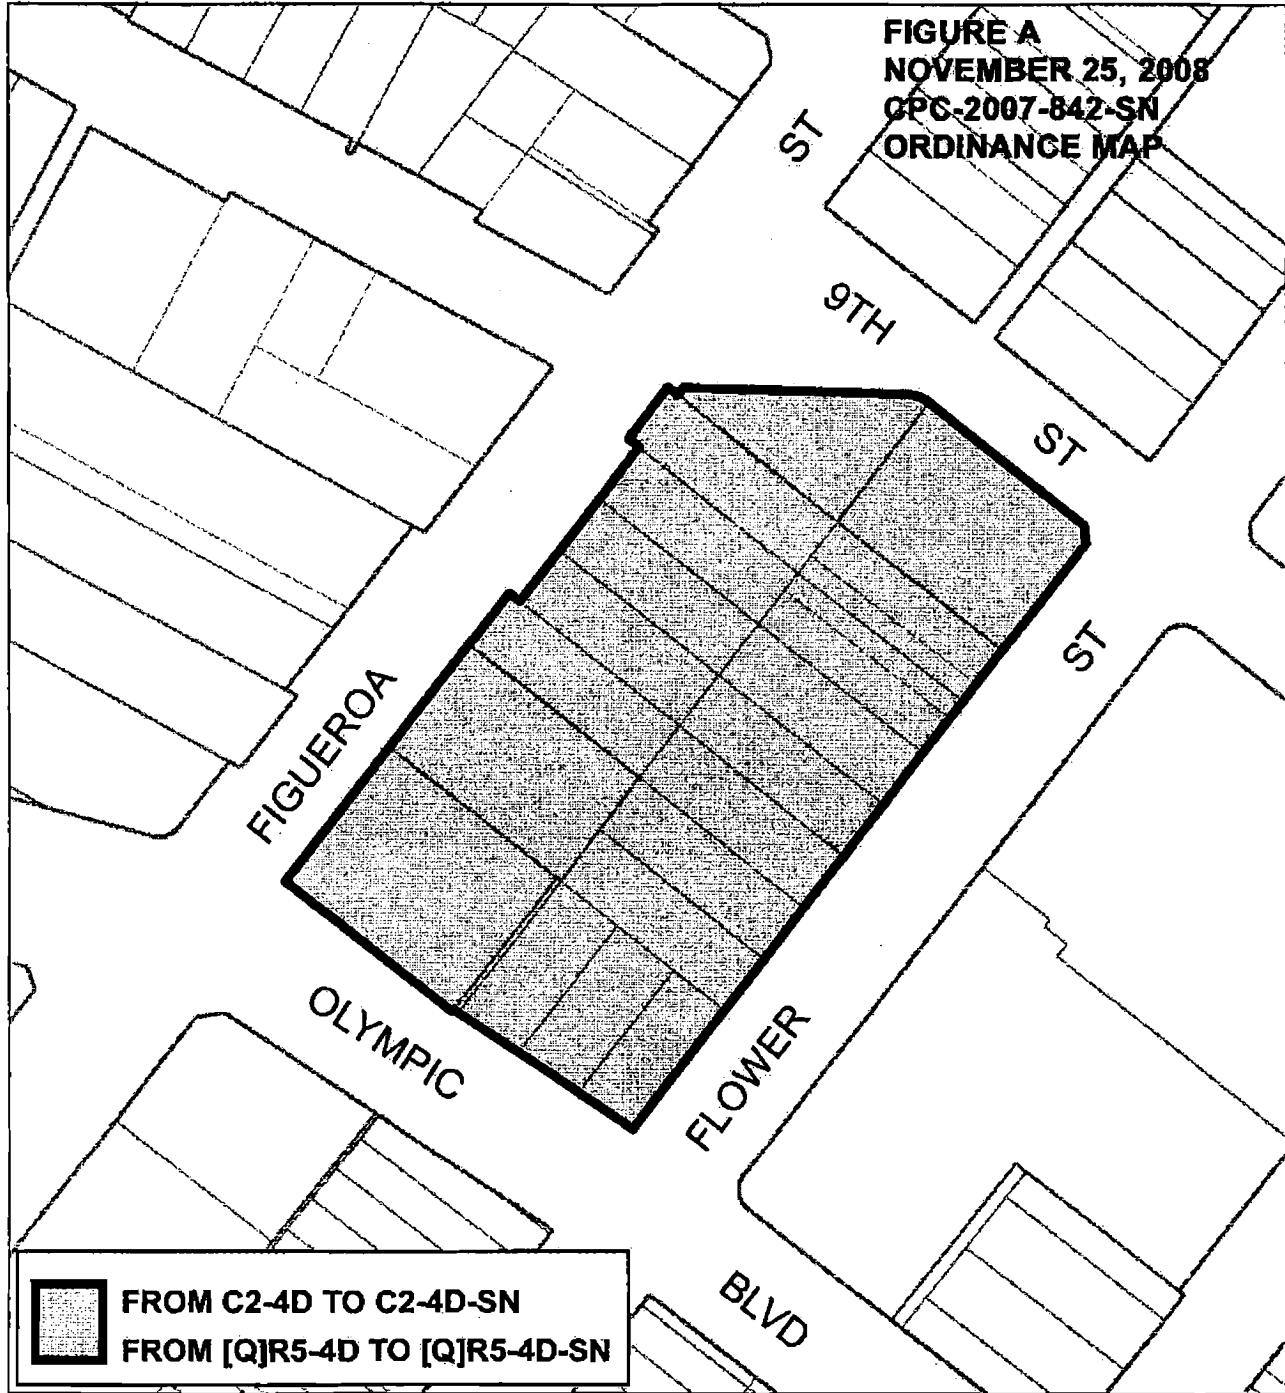 FIGURE A
NOVEMBER 25, 2008
CPC-2007-842-SN
ORDINANCE MAP
ST
9TH
ST
ST
FIGUEROA
OLYMPIC
FLOWER
BLVD
FROM C2-4D TO C2-4D-SN
FROM [Q]R5-4D TO [Q]R5-4D-SN